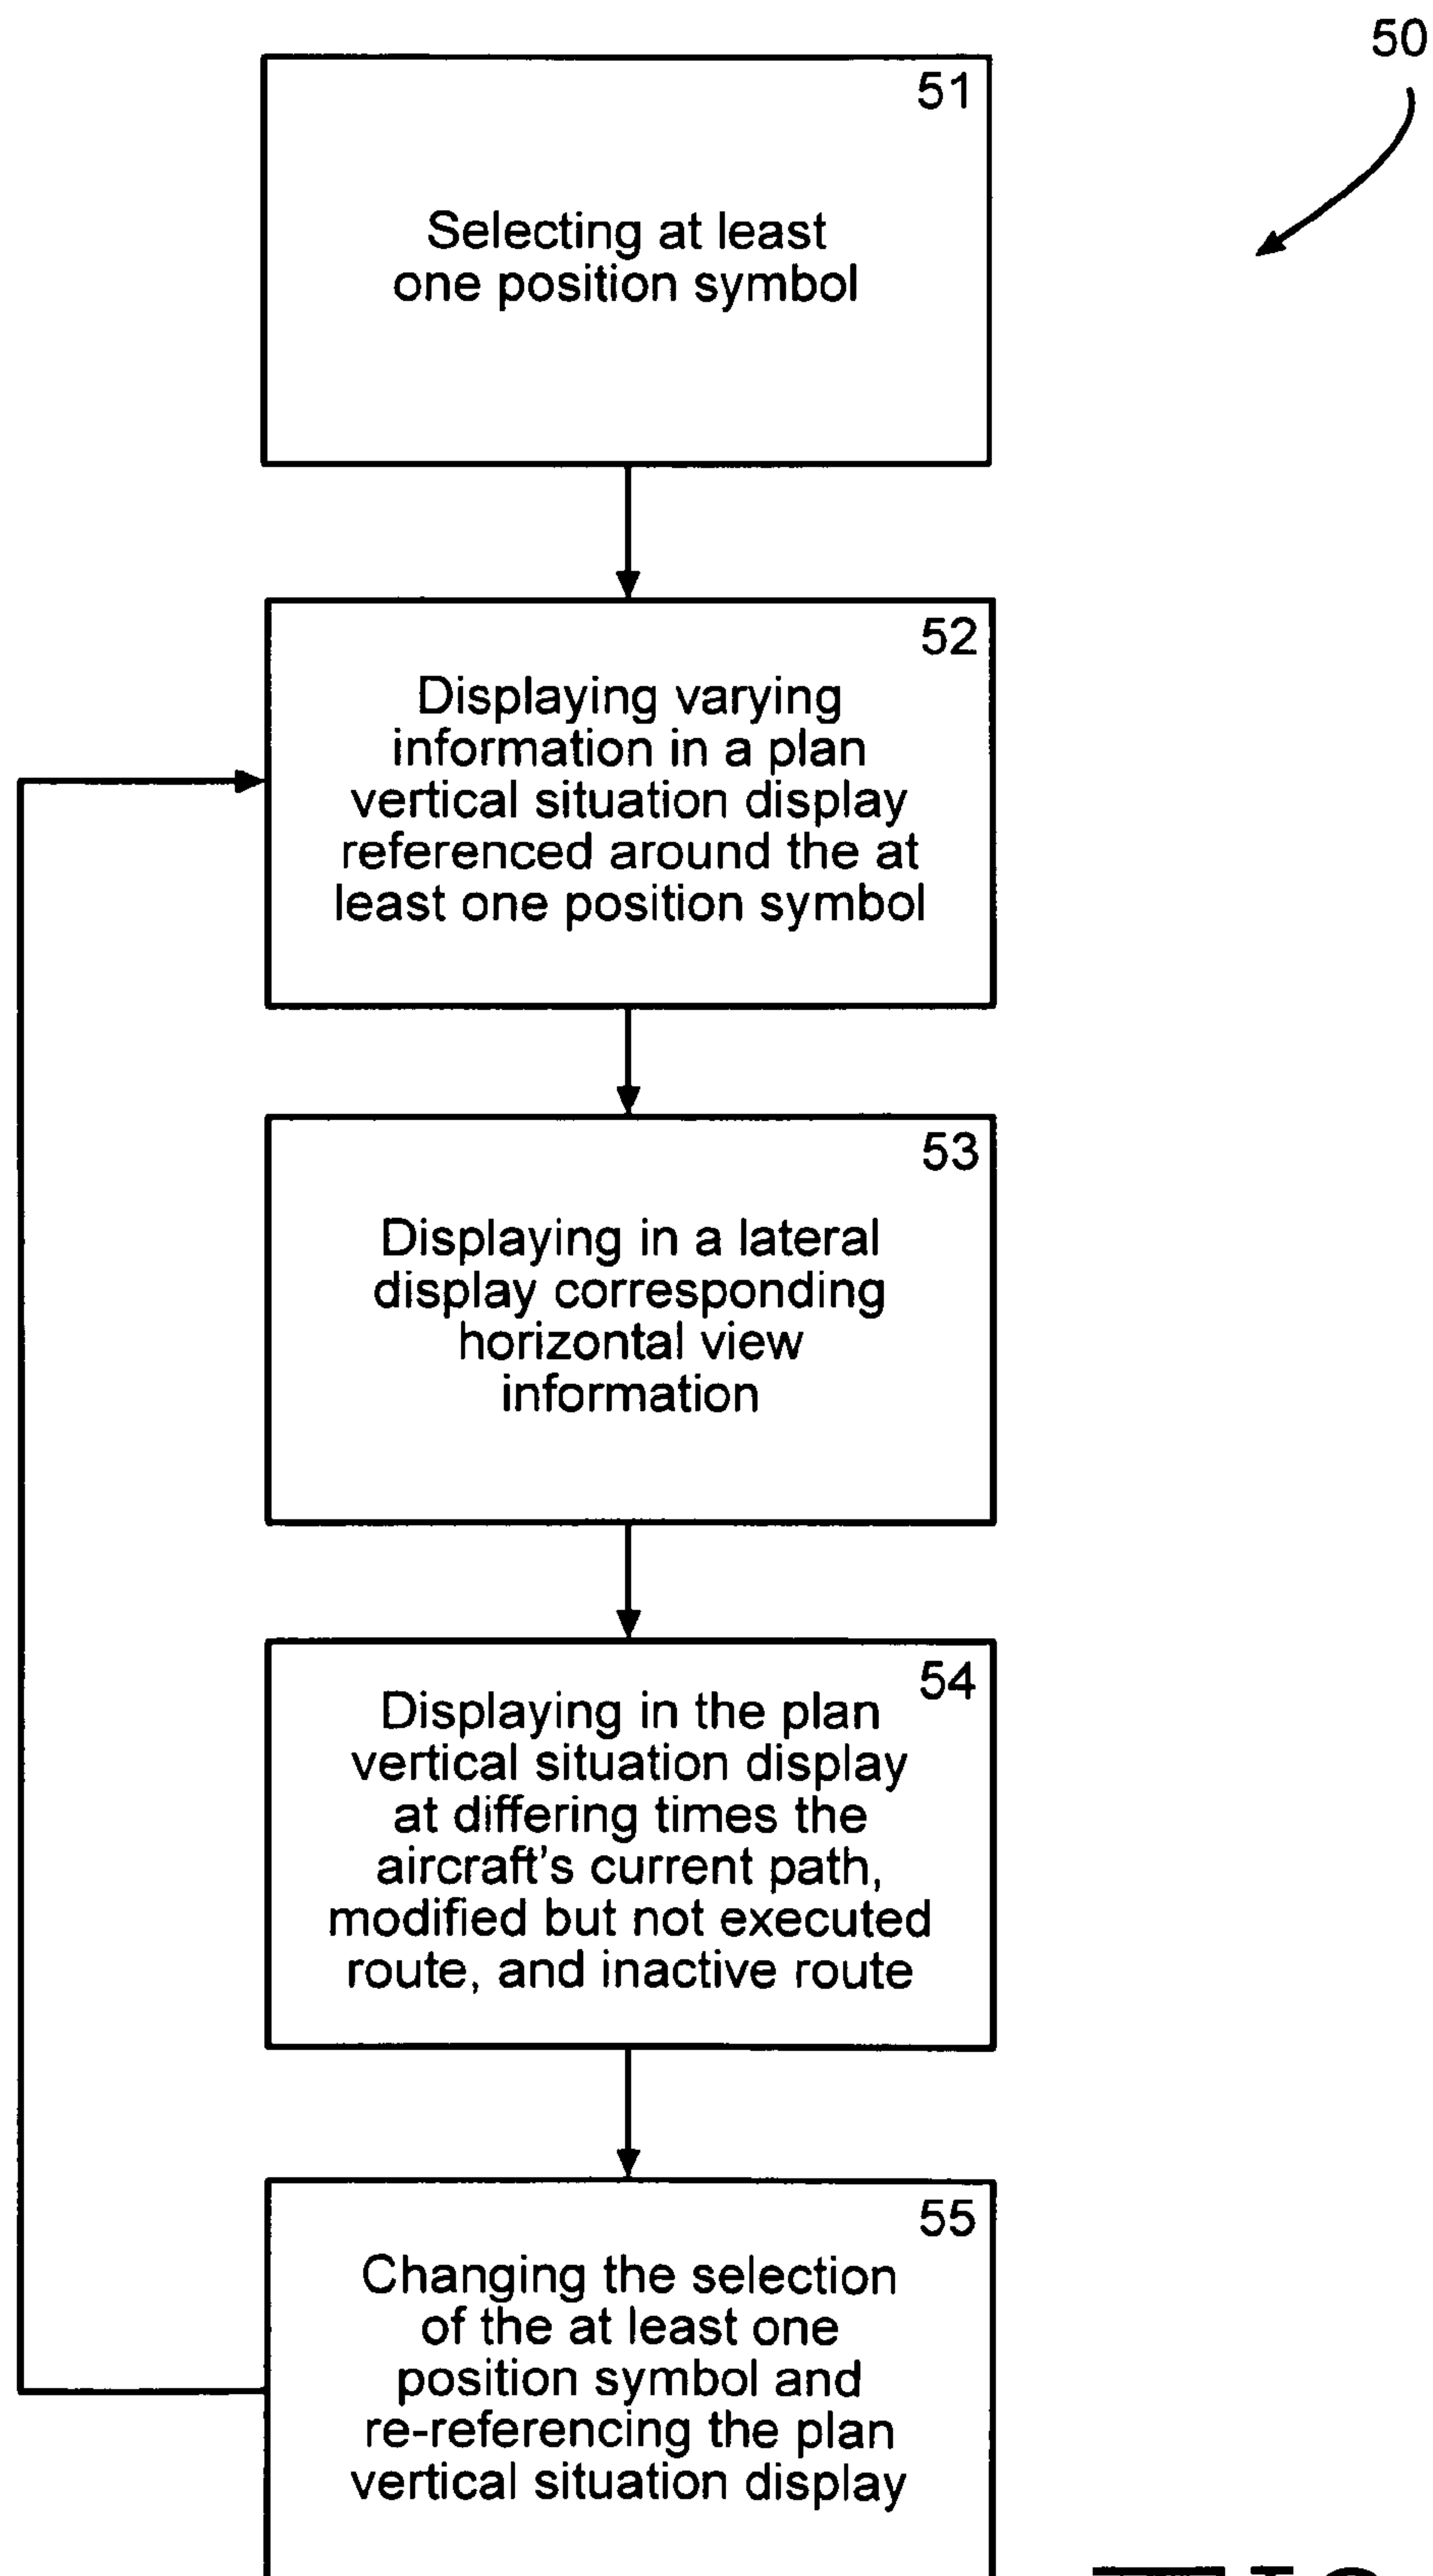 50
51
Selecting at least
one position symbol
52
Displaying varying
information in a plan
vertical situation display
referenced around the at
least one position symbol
53
Displaying in a lateral
display corresponding
horizontal view
information
54
Displaying in the plan
vertical situation display
at differing times the
aircraft's current path,
modified but not executed
route, and inactive route
55
Changing the selection
of the at least one
position symbol and
re-referencing the plan
vertical situation display